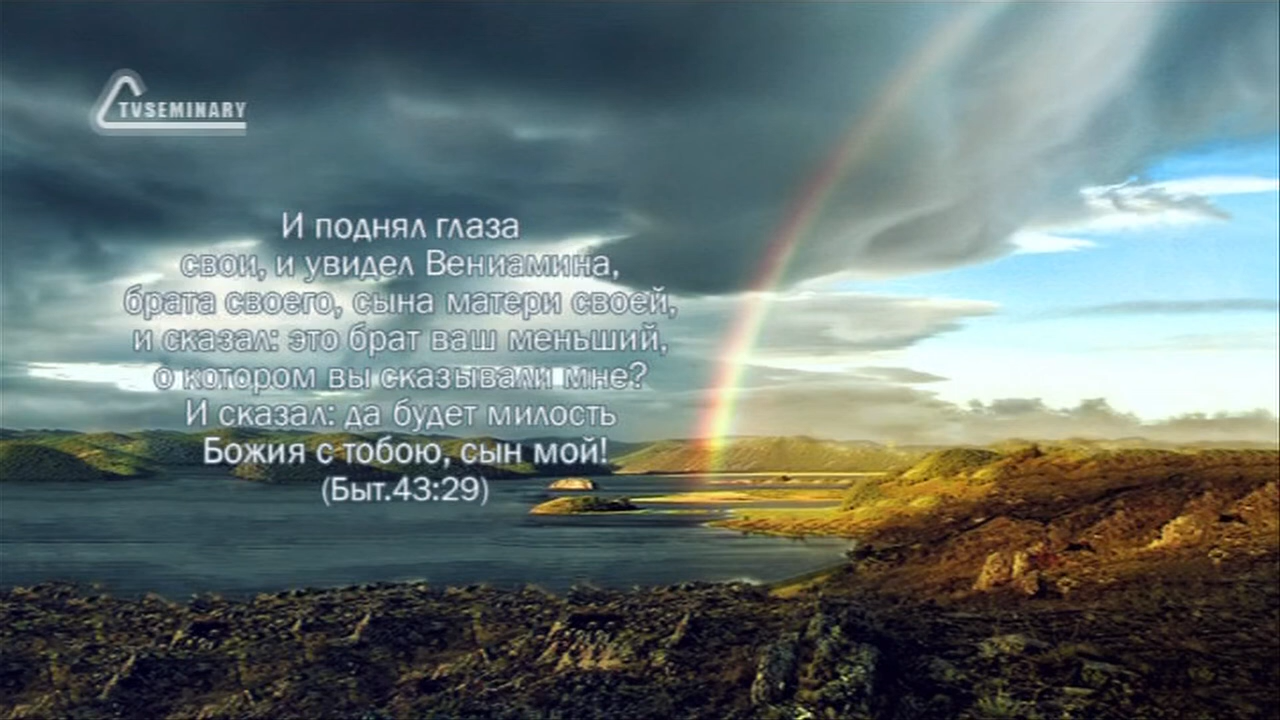 TVSEMINARY
И поднял глаза
свои, и увидел Вениамина,
брата своего, сына матери своей,
и сказал: это брат ваш меньший,
о котором вы сказывали мне?
И сказал: да будет милость
Божия с тобою, сын мой!
(Быт.43:29)